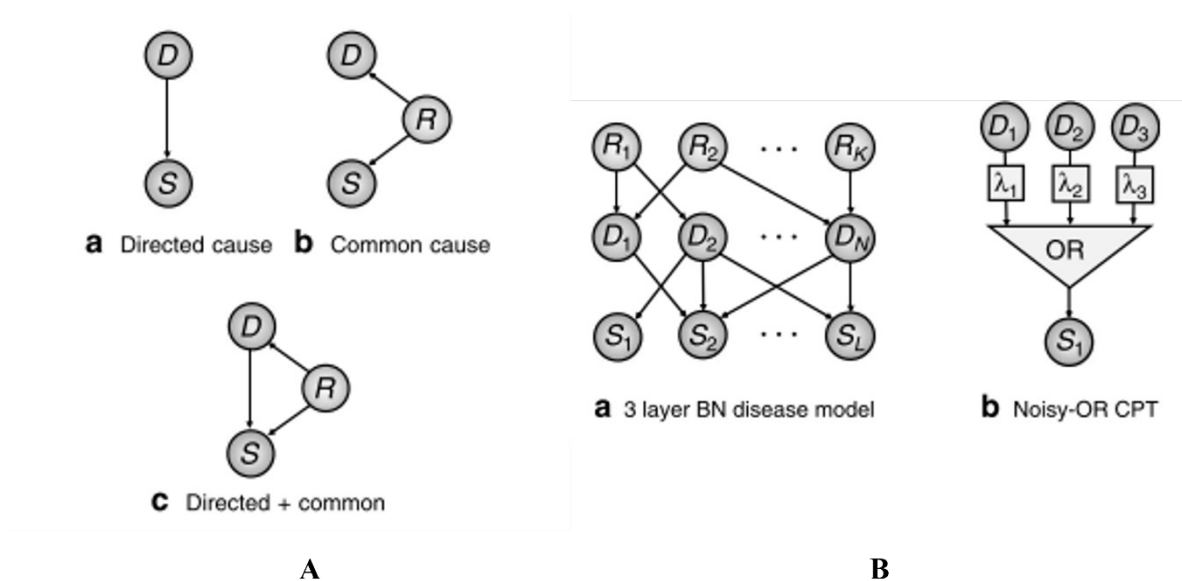 D
S
a Directed cause
D
R
S
b Common cause
D
R
S
c Directed + common
A
R1 R2 ... RK
D1 D2 ... DN
S1 S2 ... SL
a 3 layer BN disease model
D1 D2 D3
λ1 λ2 λ3
OR
S1
b Noisy-OR CPT
B